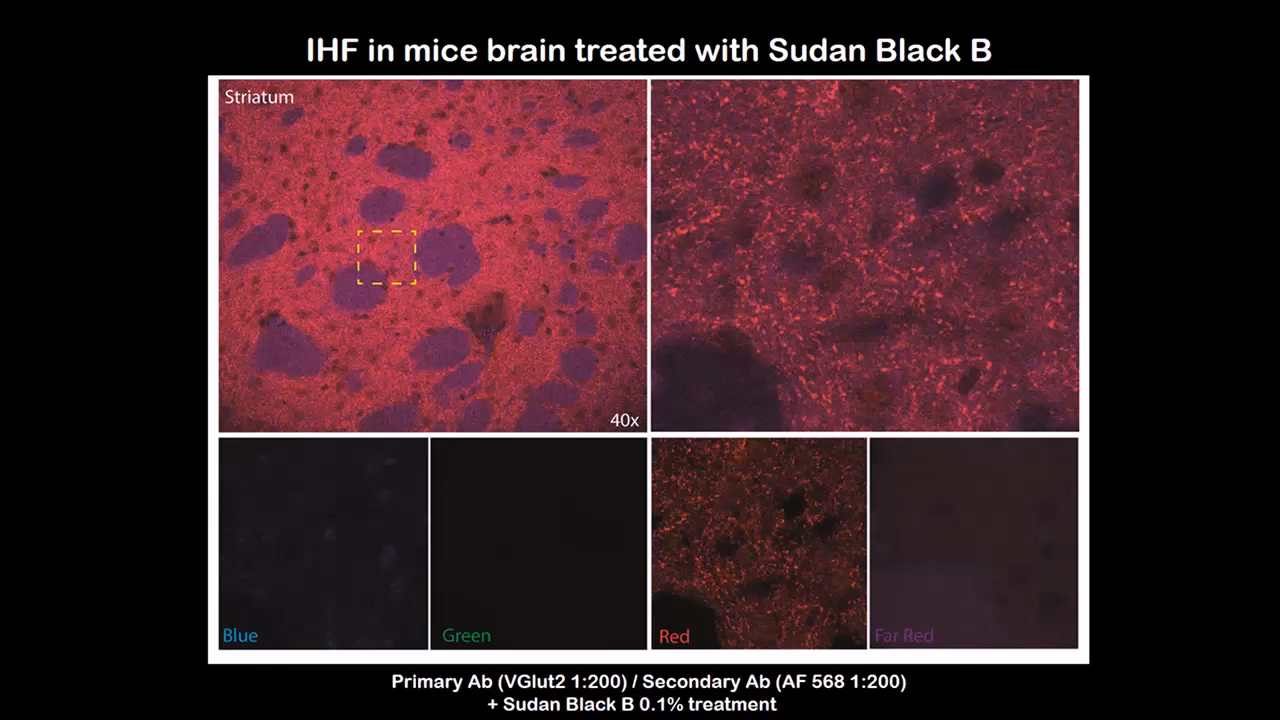 IHF in mice brain treated with Sudan Black B
Striatum
40x
Blue
Green
Red
Far Red
Primary Ab (VGlut2 1:200) / Secondary Ab (AF 568 1:200)
+ Sudan Black B 0.1% treatment